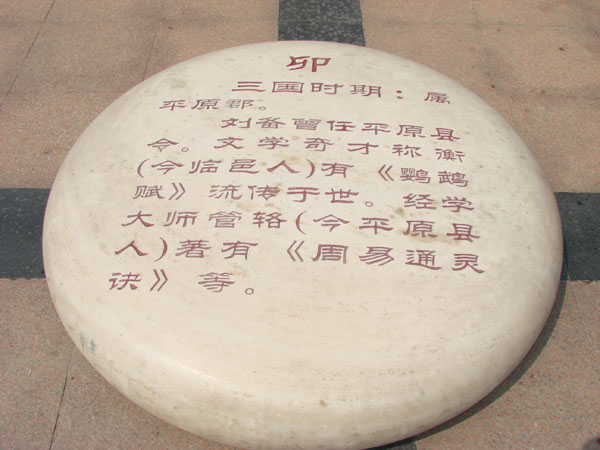 卯
三国时期：属
平原郡。
刘备曾任平原县
令。文学奇才称衡
(今临邑人)有《鹦鹉
赋》流传于世。经学
大师管辂(今平原县
人)著有《周易通灵
诀》等。